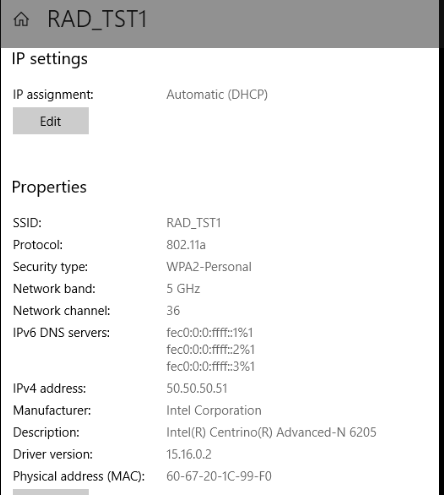 RAD_TST1
IP settings
IP assignment: Automatic (DHCP)
Edit
Properties
SSID: RAD_TST1
Protocol: 802.11a
Security type: WPA2-Personal
Network band: 5 GHz
Network channel: 36
IPv6 DNS servers: fec0:0:0:ffff::1%1
fec0:0:0:ffff::2%1
fec0:0:0:ffff::3%1
IPv4 address: 50.50.50.51
Manufacturer: Intel Corporation
Description: Intel(R) Centrino(R) Advanced-N 6205
Driver version: 15.16.0.2
Physical address (MAC): 60-67-20-1C-99-F0